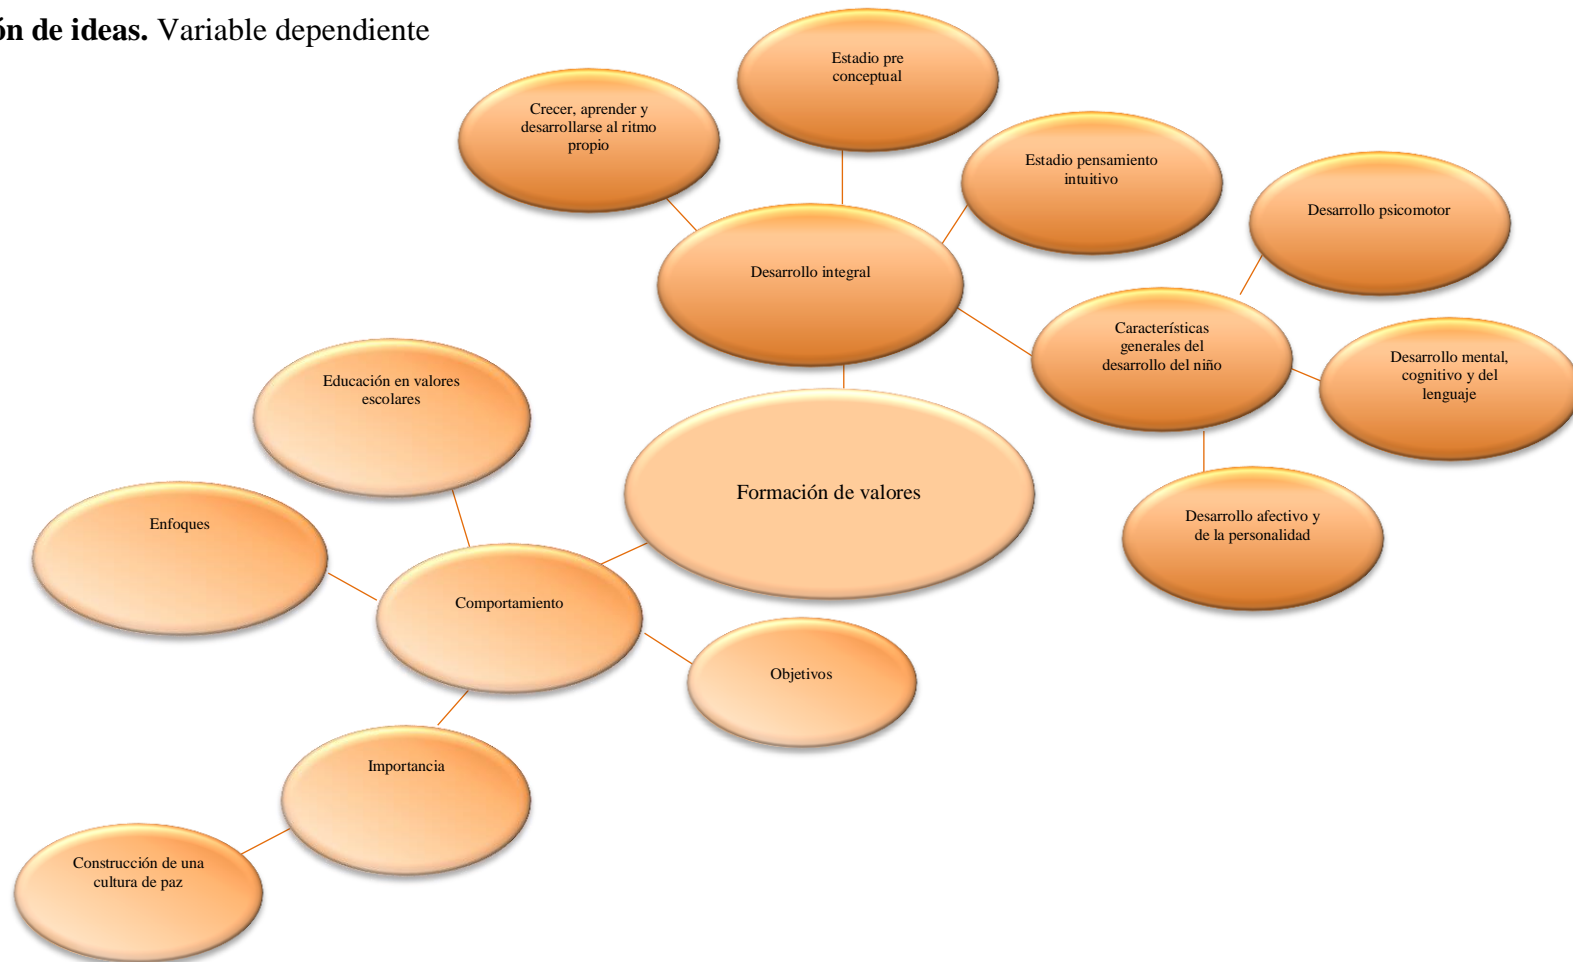 ón de ideas. Variable dependiente
Estadio pre
conceptual
Crecer, aprender y
desarrollarse al ritmo
propio
Estadio pensamiento
intuitivo
Desarrollo psicomotor
Desarrollo integral
Características
generales del
desarrollo del niño
Desarrollo mental,
cognitivo y del
lenguaje
Educación en valores
escolares
Formación de valores
Desarrollo afectivo y
de la personalidad
Enfoques
Comportamiento
Objetivos
Importancia
Construcción de una
cultura de paz